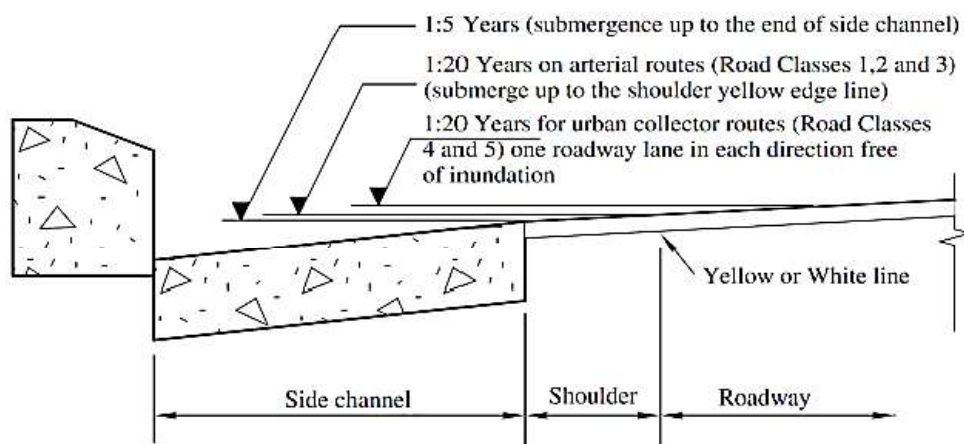 1:5 Years (submergence up to the end of side channel)
1:20 Years on arterial routes (Road Classes 1,2 and 3)
(submerge up to the shoulder yellow edge line)
1:20 Years for urban collector routes (Road Classes
4 and 5) one roadway lane in each direction free
of inundation
Yellow or White line
Side channel
Shoulder
Roadway